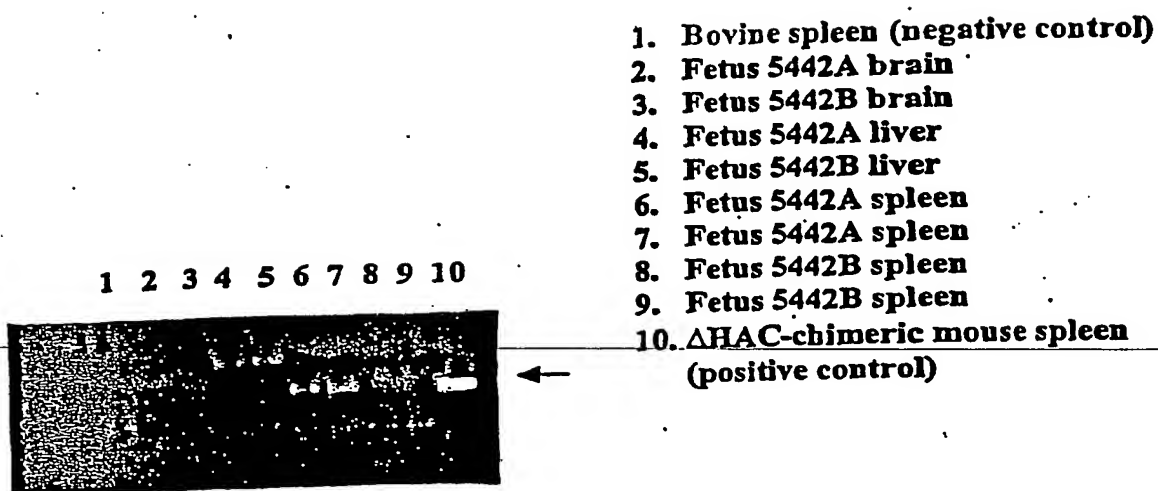 1. Bovine spleen (negative control)
2. Fetus 5442A brain
3. Fetus 5442B brain
4. Fetus 5442A liver
5. Fetus 5442B liver
6. Fetus 5442A spleen
7. Fetus 5442A spleen
8. Fetus 5442B spleen
9. Fetus 5442B spleen
10. ΔHAC-chimeric mouse spleen
(positive control)
1 2 3 4 5 6 7 8 9 10